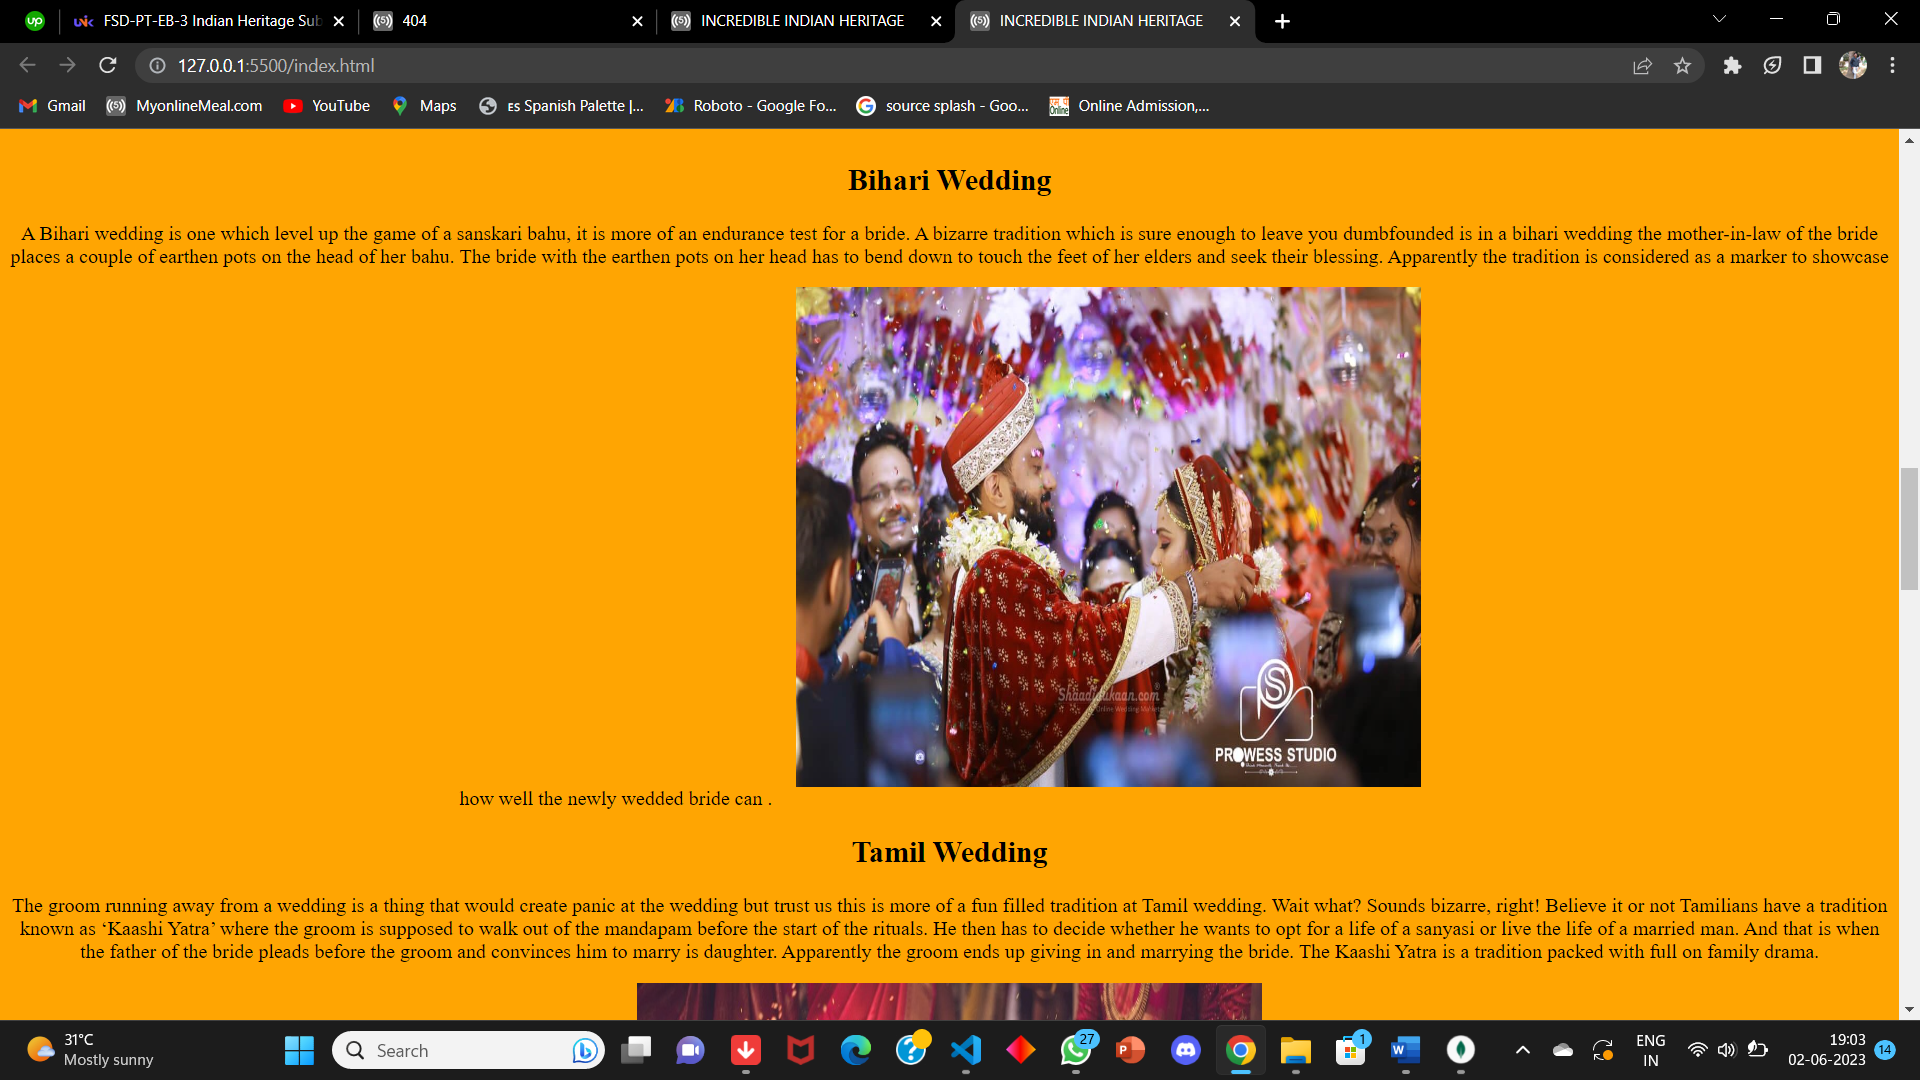 up
FSD-PT-EB-3 Indian Heritage Sub
404
INCREDIBLE INDIAN HERITAGE
INCREDIBLE INDIAN HERITAGE
127.0.0.1:5500/index.html
Gmail
MyonlineMeal.com
YouTube
Maps
ES Spanish Palette |...
Roboto - Google Fo...
source splash - Goo...
Online Admission,...
Bihari Wedding
A Bihari wedding is one which level up the game of a sanskari bahu, it is more of an endurance test for a bride. A bizarre tradition which is sure enough to leave you dumbfounded is in a bihari wedding the mother-in-law of the bride
places a couple of earthen pots on the head of her bahu. The bride with the earthen pots on her head has to bend down to touch the feet of her elders and seek their blessing. Apparently the tradition is considered as a marker to showcase
ShaadiDukaan.com
PROWESS STUDIO
how well the newly wedded bride can .
Tamil Wedding
The groom running away from a wedding is a thing that would create panic at the wedding but trust us this is more of a fun filled tradition at Tamil wedding. Wait what? Sounds bizarre, right! Believe it or not Tamilians have a tradition
known as ‘Kaashi Yatra’ where the groom is supposed to walk out of the mandapam before the start of the rituals. He then has to decide whether he wants to opt for a life of a sanyasi or live the life of a married man. And that is when
the father of the bride pleads before the groom and convinces him to marry is daughter. Apparently the groom ends up giving in and marrying the bride. The Kaashi Yatra is a tradition packed with full on family drama.
31°C
Mostly sunny
Search
27
1
ENG
IN
19:03
02-06-2023
14